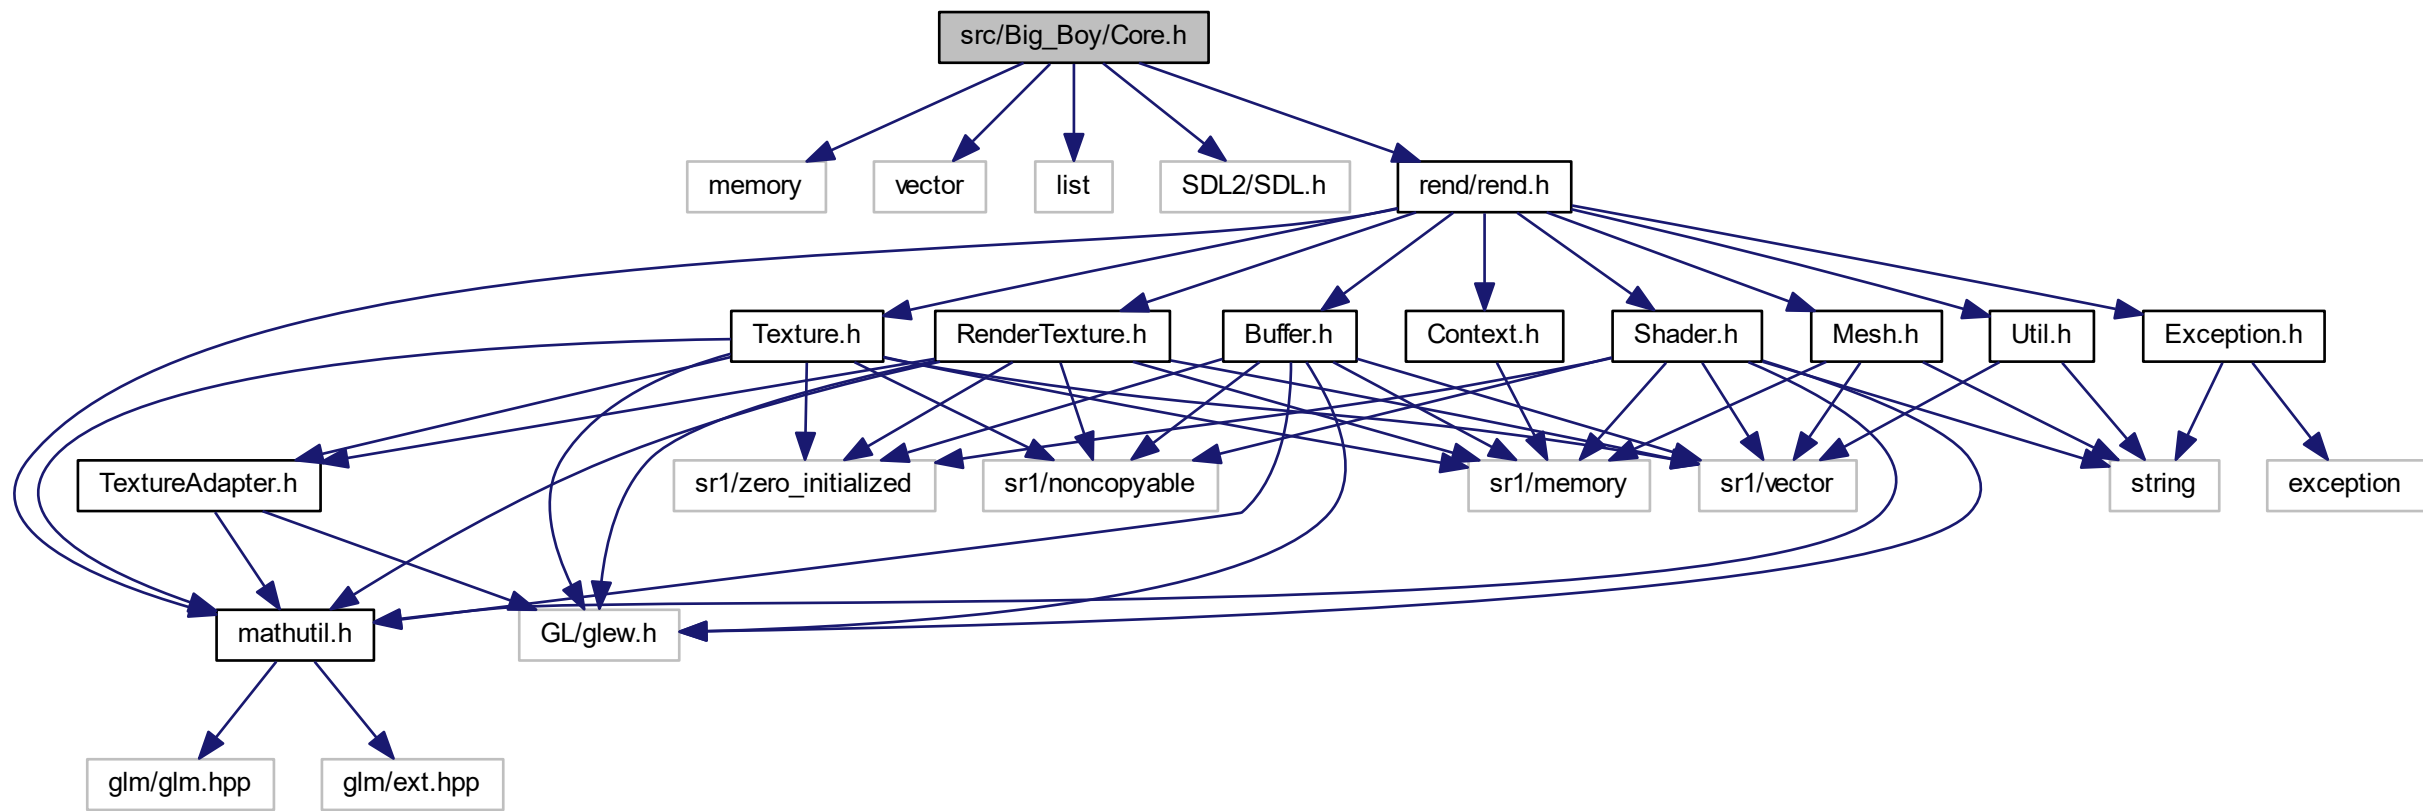 src/Big_Boy/Core.h
memory
vector
list
SDL2/SDL.h
rend/rend.h
Texture.h
RenderTexture.h
Buffer.h
Context.h
Shader.h
Mesh.h
Util.h
Exception.h
TextureAdapter.h
sr1/zero_initialized
sr1/noncopyable
sr1/memory
sr1/vector
string
exception
mathutil.h
GL/glew.h
glm/glm.hpp
glm/ext.hpp